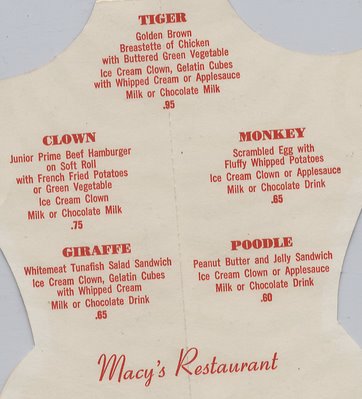 TIGER
Golden Brown
Breastette of Chicken
with Buttered Green Vegetable
Ice Cream Clown, Gelatin Cubes
with Whipped Cream or Applesauce
Milk or Chocolate Milk
.95
CLOWN
Junior Prime Beef Hamburger
on Soft Roll
with French Fried Potatoes
or Green Vegetable
Ice Cream Clown
Milk or Chocolate Milk
.75
MONKEY
Scrambled Egg with
Fluffy Whipped Potatoes
Ice Cream Clown or Applesauce
Milk or Chocolate Drink
.65
GIRAFFE
Whitemeat Tunafish Salad Sandwich
Ice Cream Clown, Gelatin Cubes
with Whipped Cream
Milk or Chocolate Drink
.65
POODLE
Peanut Butter and Jelly Sandwich
Ice Cream Clown or Applesauce
Milk or Chocolate Drink
.60
Macy's Restaurant